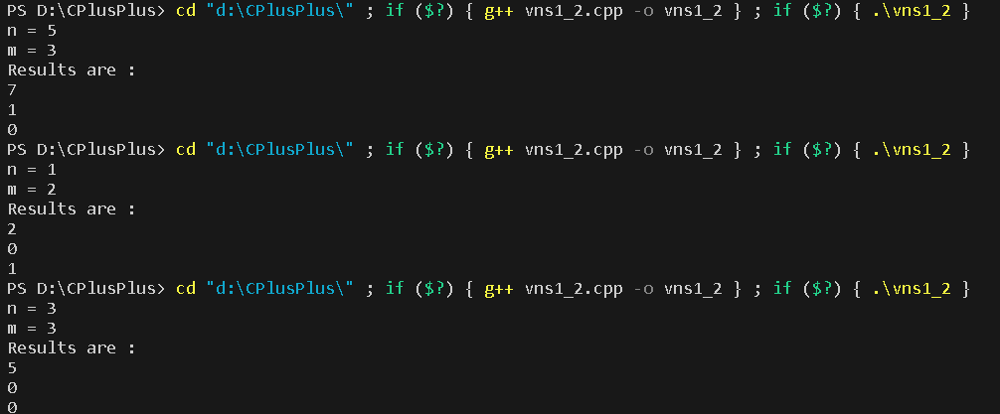 PS D:\CPlusPlus> cd "d:\CPlusPlus\" ; if ($?) { g++ vns1_2.cpp -o vns1_2 } ; if ($?) { .\vns1_2 }
n = 5
m = 3
Results are :
7
1
0
PS D:\CPlusPlus> cd "d:\CPlusPlus\" ; if ($?) { g++ vns1_2.cpp -o vns1_2 } ; if ($?) { .\vns1_2 }
n = 1
m = 2
Results are :
2
0
1
PS D:\CPlusPlus> cd "d:\CPlusPlus\" ; if ($?) { g++ vns1_2.cpp -o vns1_2 } ; if ($?) { .\vns1_2 }
n = 3
m = 3
Results are :
5
0
0